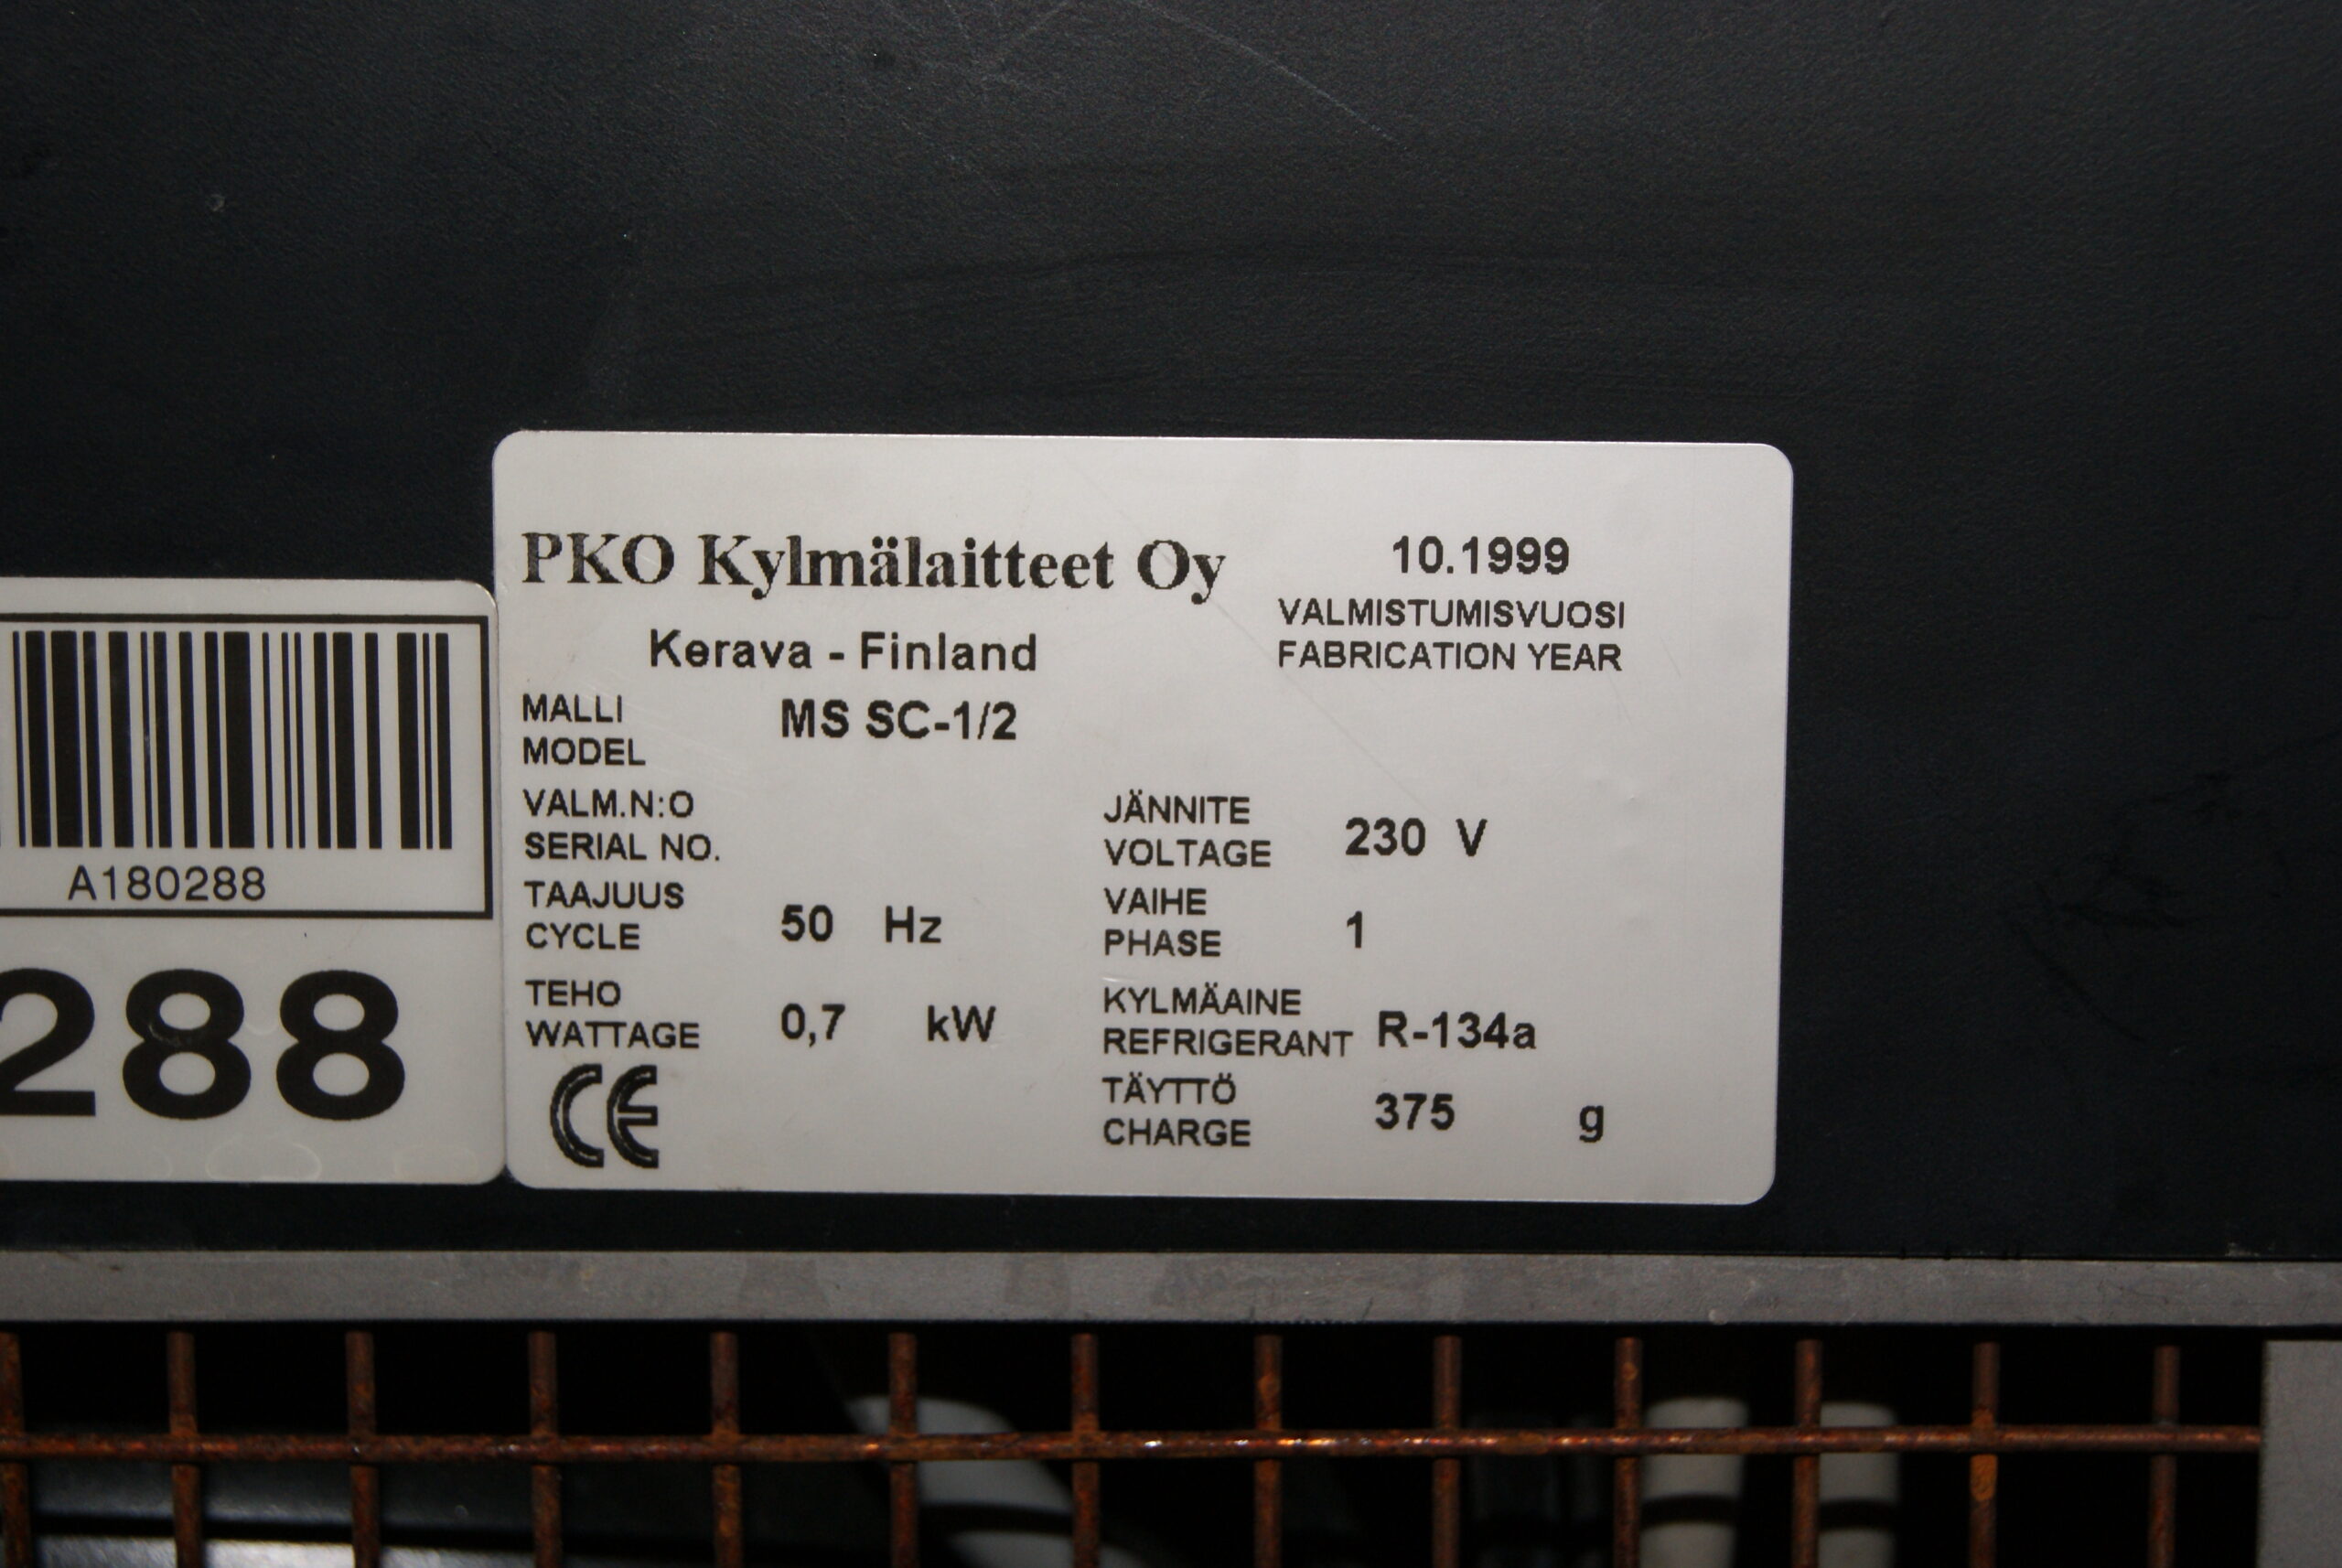 PKO Kylmälaitteet Oy
Kerava - Finland
10.1999
VALMISTUMISVUOSI
FABRICATION YEAR
MALLI
MODEL
MS SC-1/2
VALM.N:O
SERIAL NO.
JÄNNITE
VOLTAGE
230 V
TAAJUUS
CYCLE
50 Hz
VAIHE
PHASE
1
TEHO
WATTAGE
0,7 kW
KYLMÄAINE
REFRIGERANT
R-134a
CE
TÄYTTÖ
CHARGE
375 g
A180288
288